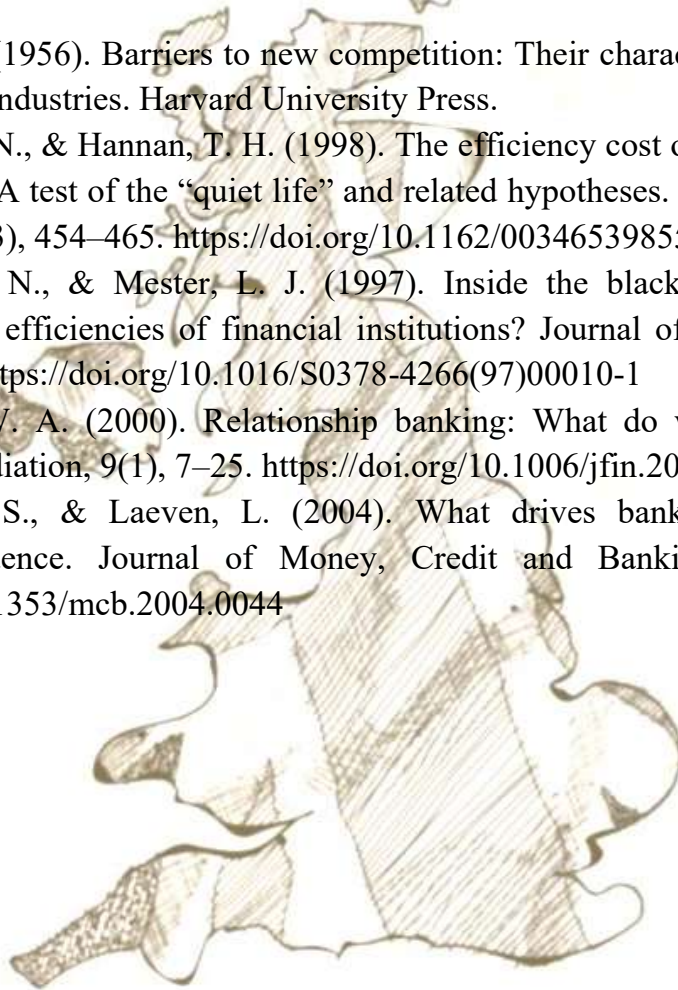 1956). Barriers to new competition: Their charac
ndustries. Harvard University Press.
N., & Hannan, T. H. (1998). The efficiency cost o
A test of the “quiet life” and related hypotheses.
), 454–465. https://doi.org/10.1162/003465398555
N., & Mester, L. J. (1997). Inside the black
efficiencies of financial institutions? Journal of
tps://doi.org/10.1016/S0378-4266(97)00010-1
. A. (2000). Relationship banking: What do
diation, 9(1), 7–25. https://doi.org/10.1006/jfin.20
S., & Laeven, L. (2004). What drives bank
ence. Journal of Money, Credit and Banki
1353/mcb.2004.0044